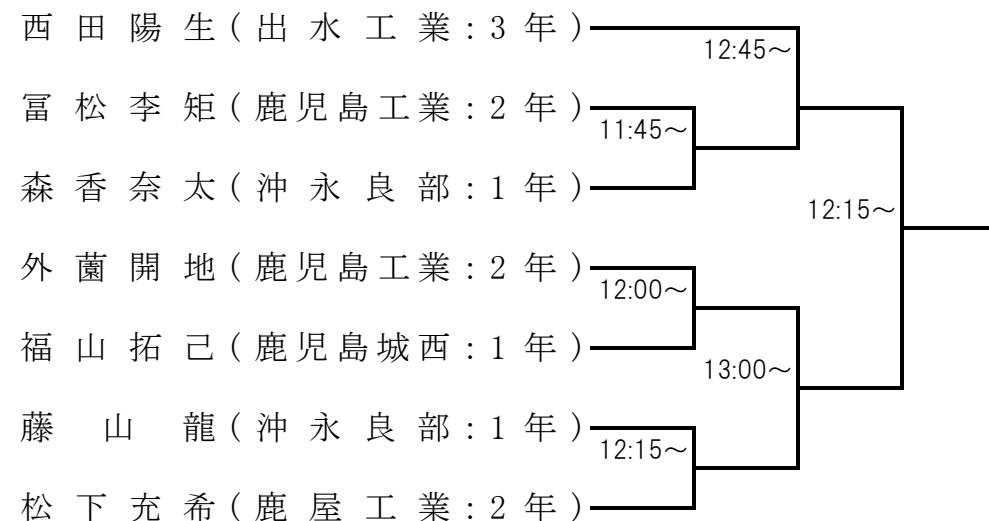 西田陽生(出水工業:3年)
12:45～
冨松李矩(鹿児島工業:2年)
11:45～
森香奈太(沖永良部:1年)
12:15～
外薗開地(鹿児島工業:2年)
12:00～
福山拓己(鹿児島城西:1年)
13:00～
藤山龍(沖永良部:1年)
12:15～
松下充希(鹿屋工業:2年)